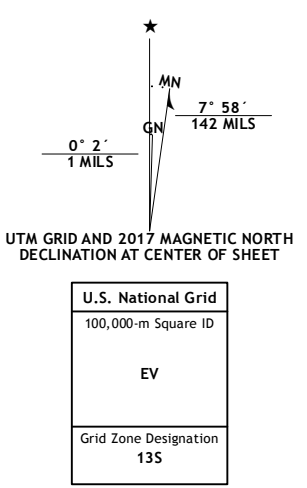 ★
MN
7° 58´
142 MILS
GN
0° 2´
1 MILS
UTM GRID AND 2017 MAGNETIC NORTH
DECLINATION AT CENTER OF SHEET
U.S. National Grid
100,000-m Square ID
EV
Grid Zone Designation
13S